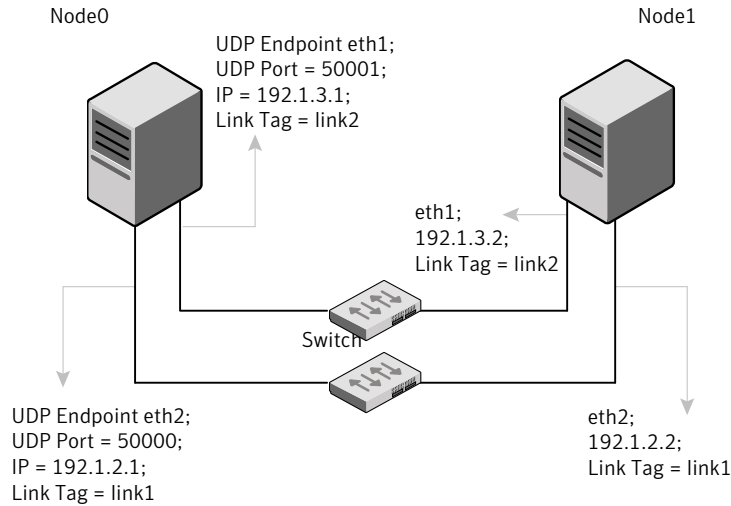 Node0
Node1
UDP Endpoint eth1;
UDP Port = 50001;
IP = 192.1.3.1;
Link Tag = link2
eth1;
192.1.3.2;
Link Tag = link2
Switch
UDP Endpoint eth2;
UDP Port = 50000;
IP = 192.1.2.1;
Link Tag = link1
eth2;
192.1.2.2;
Link Tag = link1